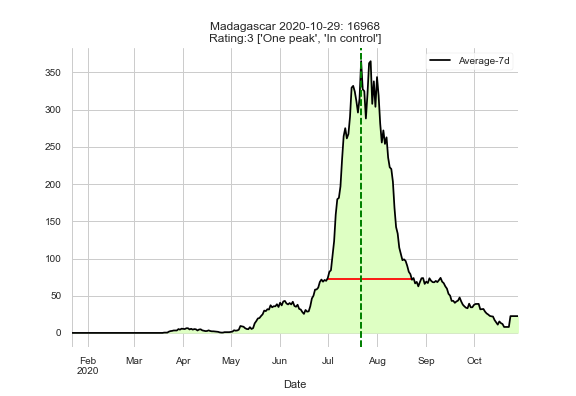 Madagascar 2020-10-29: 16968
Rating:3 ['One peak', 'In control']
Average-7d
350
300
250
200
150
100
50
0
Feb
2020
Mar
Apr
May
Jun
Jul
Aug
Sep
Oct
Date